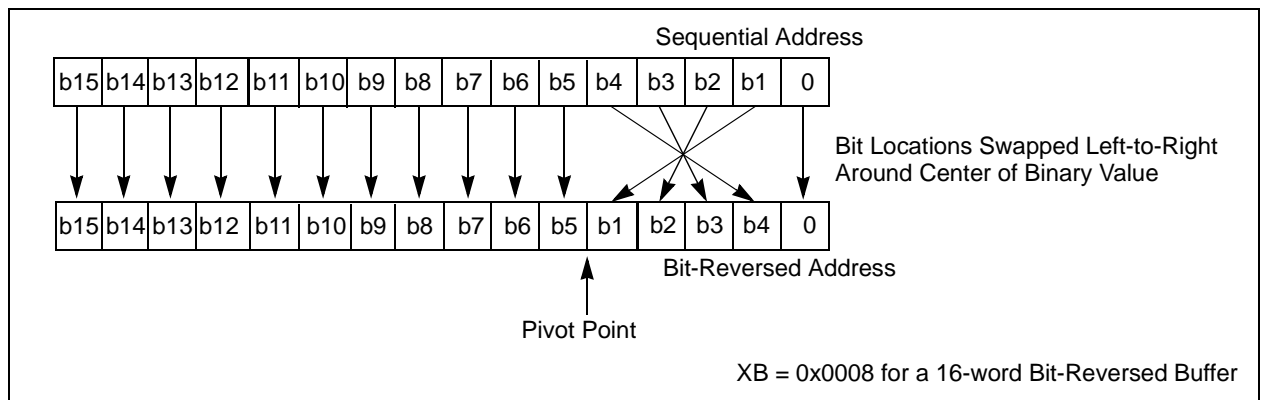 Sequential Address
b15 b14 b13 b12 b11 b10 b9 b8 b7 b6 b5 b4 b3 b2 b1 0
Bit Locations Swapped Left-to-Right
Around Center of Binary Value
b15 b14 b13 b12 b11 b10 b9 b8 b7 b6 b5 b1 b2 b3 b4 0
Bit-Reversed Address
Pivot Point
XB = 0x0008 for a 16-word Bit-Reversed Buffer